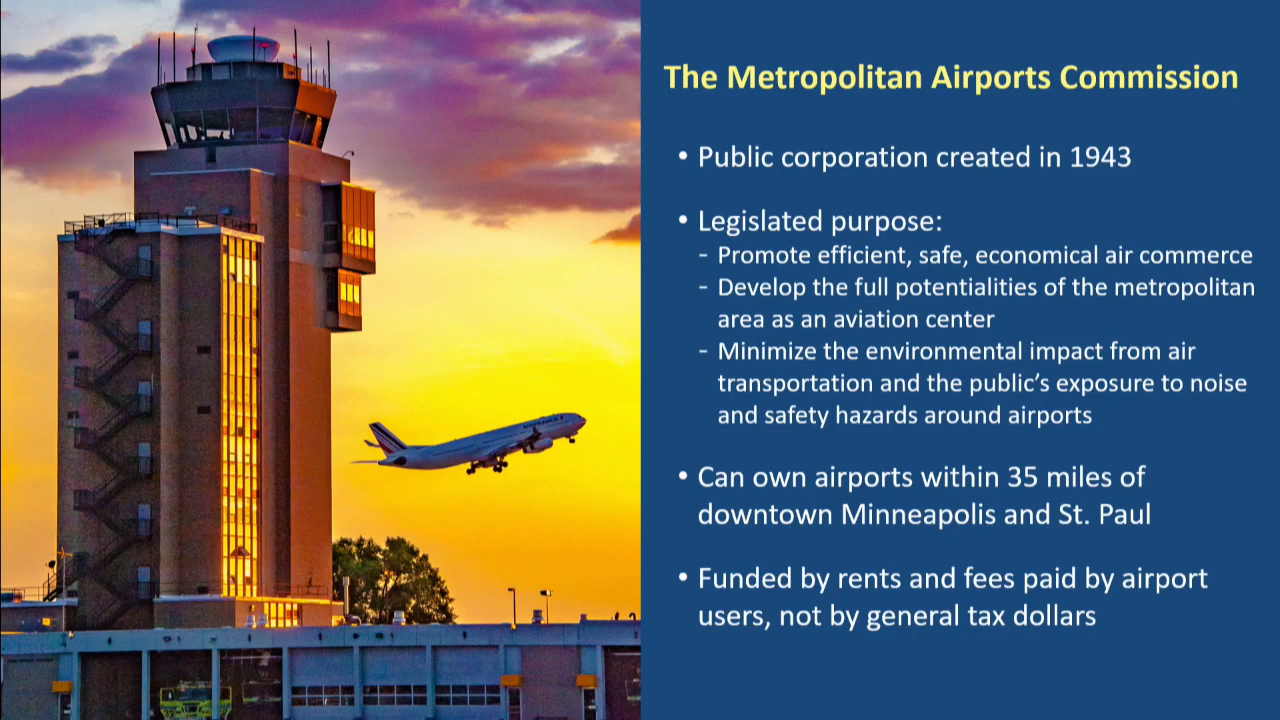 The Metropolitan Airports Commission
• Public corporation created in 1943
• Legislated purpose:
- Promote efficient, safe, economical air commerce
- Develop the full potentialities of the metropolitan
area as an aviation center
- Minimize the environmental impact from air
transportation and the public's exposure to noise
and safety hazards around airports
• Can own airports within 35 miles of
downtown Minneapolis and St. Paul
• Funded by rents and fees paid by airport
users, not by general tax dollars